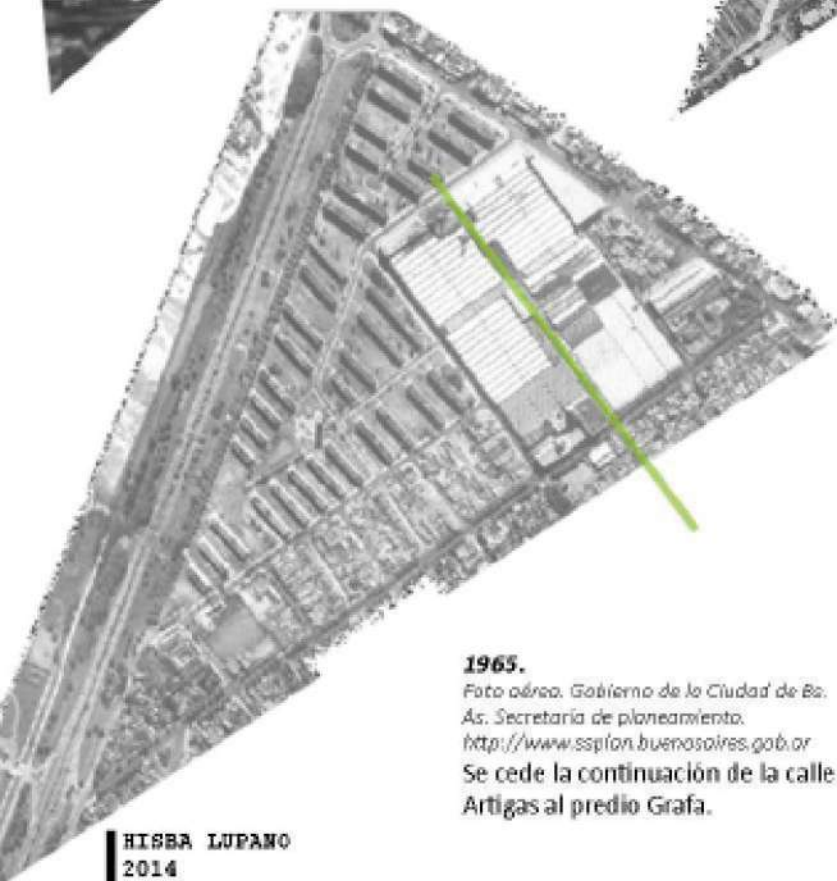 1965.
Foto aérea. Gobierno de la Ciudad de Bs.
As. Secretaría de planeamiento.
http://www.ssplan.buenosaires.gob.ar
Se cede la continuación de la calle
Artigas al predio Grafa.
HISBA LUPANO
2014